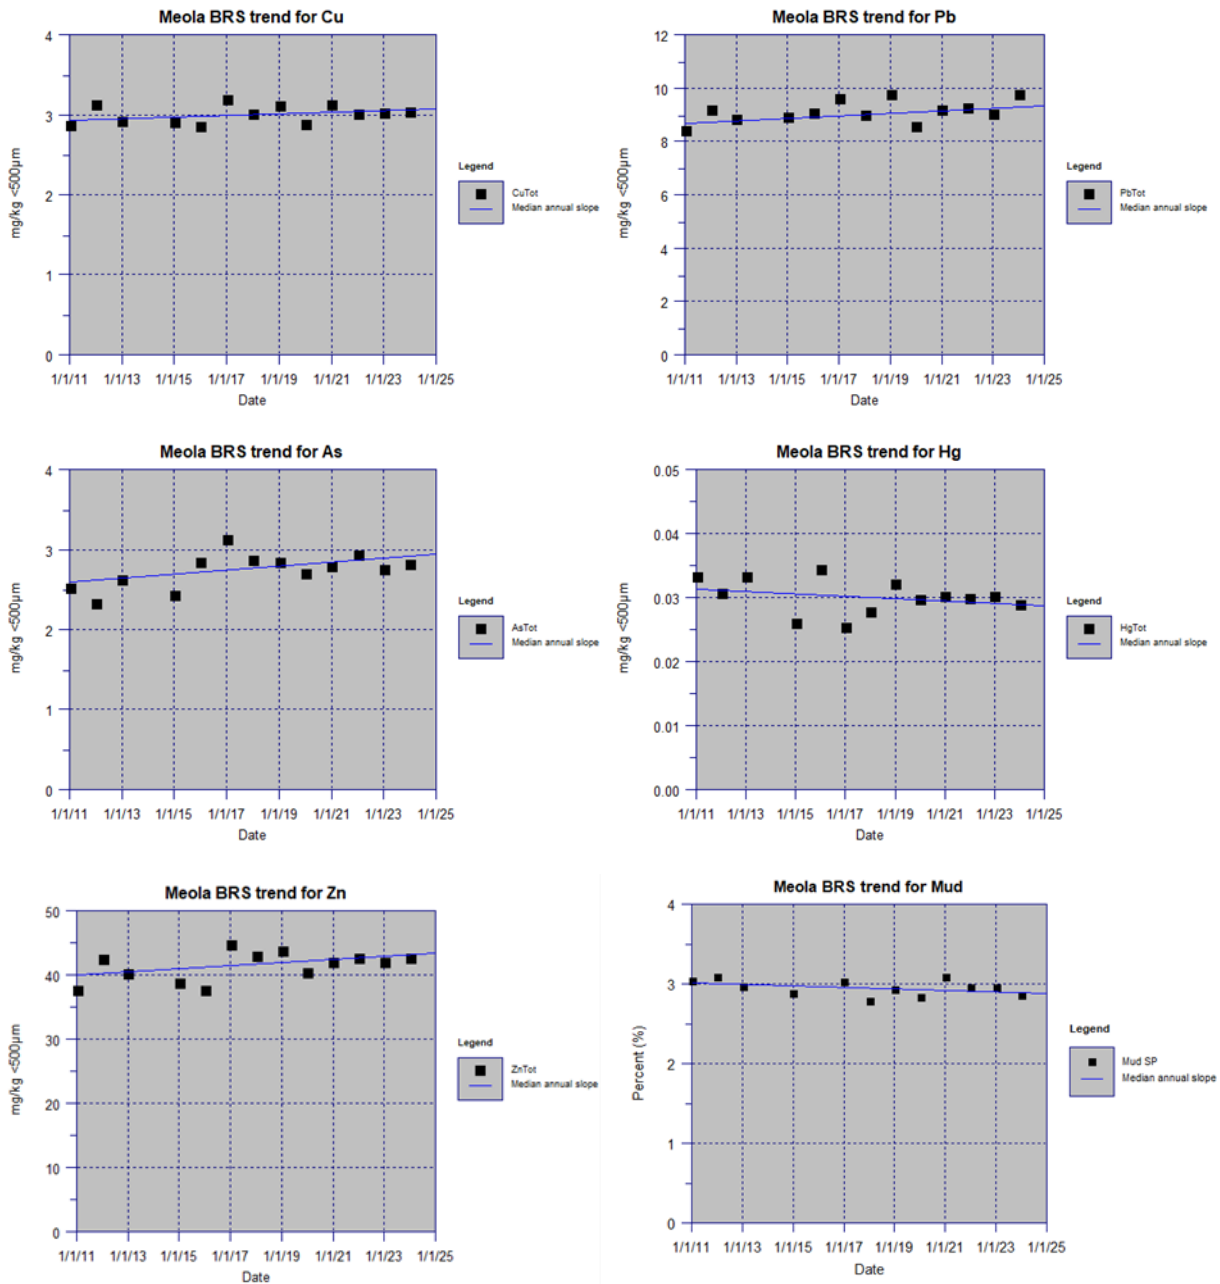 Meola BRS trend for Cu
4
3
2
1
0
mg/kg <500µm
1/1/11 1/1/13 1/1/15 1/1/17 1/1/19 1/1/21 1/1/23 1/1/25
Date
Legend
CuTot
Median annual slope
Meola BRS trend for Pb
12
10
8
6
4
2
0
mg/kg <500µm
1/1/11 1/1/13 1/1/15 1/1/17 1/1/19 1/1/21 1/1/23 1/1/25
Date
Legend
PbTot
Median annual slope
Meola BRS trend for As
4
3
2
1
0
mg/kg <500µm
1/1/11 1/1/13 1/1/15 1/1/17 1/1/19 1/1/21 1/1/23 1/1/25
Date
Legend
AsTot
Median annual slope
Meola BRS trend for Hg
0.05
0.04
0.03
0.02
0.01
0.00
mg/kg <500µm
1/1/11 1/1/13 1/1/15 1/1/17 1/1/19 1/1/21 1/1/23 1/1/25
Date
Legend
HgTot
Median annual slope
Meola BRS trend for Zn
50
40
30
20
10
0
mg/kg <500µm
1/1/11 1/1/13 1/1/15 1/1/17 1/1/19 1/1/21 1/1/23 1/1/25
Date
Legend
ZnTot
Median annual slope
Meola BRS trend for Mud
4
3
2
1
0
Percent (%)
1/1/11 1/1/13 1/1/15 1/1/17 1/1/19 1/1/21 1/1/23 1/1/25
Date
Legend
Mud SP
Median annual slope